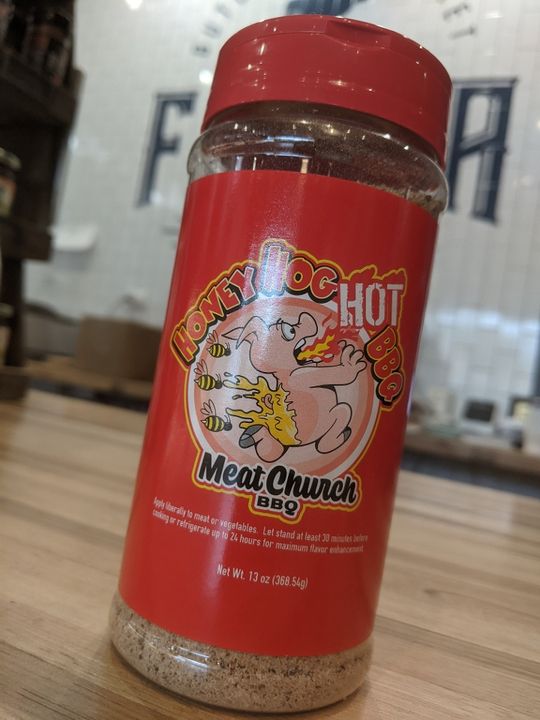 HONEY HOG HOT BBQ
Meat Church
BBQ
Apply liberally to meat or vegetables. Let stand at least 30 minutes before
cooking or refrigerate up to 24 hours for maximum flavor enhancement
Net Wt. 13 oz (368.54g)